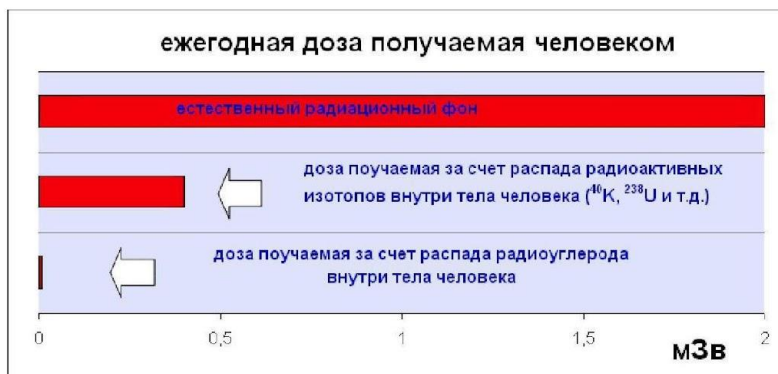 ежегодная доза получаемая человеком
естественный радиационный фон
доза поучаемая за счет распада радиоактивных
изотопов внутри тела человека (⁴⁰K, ²³⁸U и т.д.)
доза поучаемая за счет распада радиоуглерода
внутри тела человека
0 0,5 1 1,5 2
мЗв